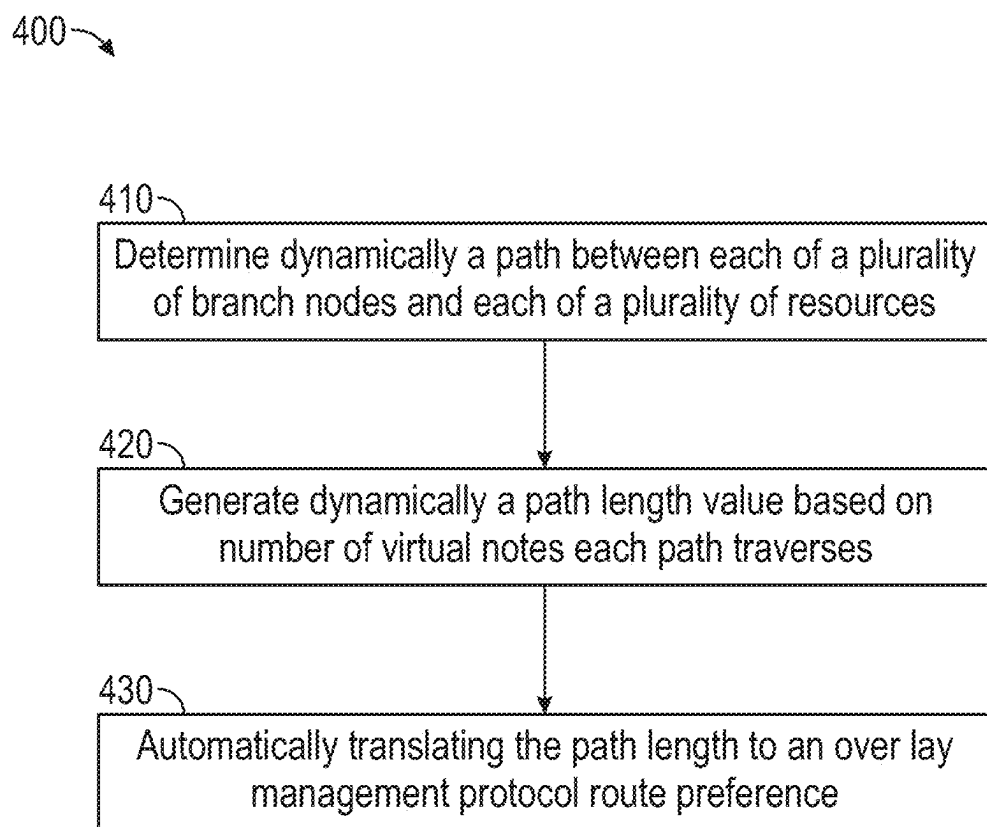 400
410
Determine dynamically a path between each of a plurality
of branch nodes and each of a plurality of resources
420
Generate dynamically a path length value based on
number of virtual notes each path traverses
430
Automatically translating the path length to an over lay
management protocol route preference